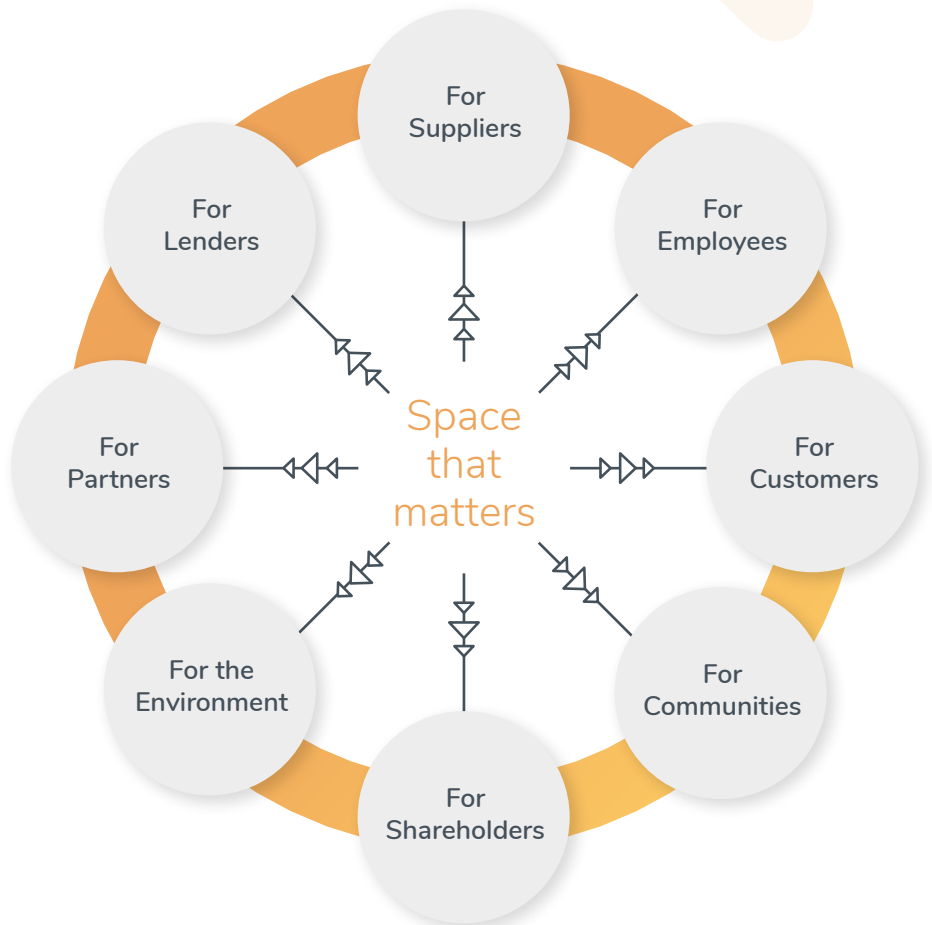 For
Suppliers
For
Lenders
For
Employees
Space
that
matters
For
Partners
For
Customers
For the
Environment
For
Communities
For
Shareholders